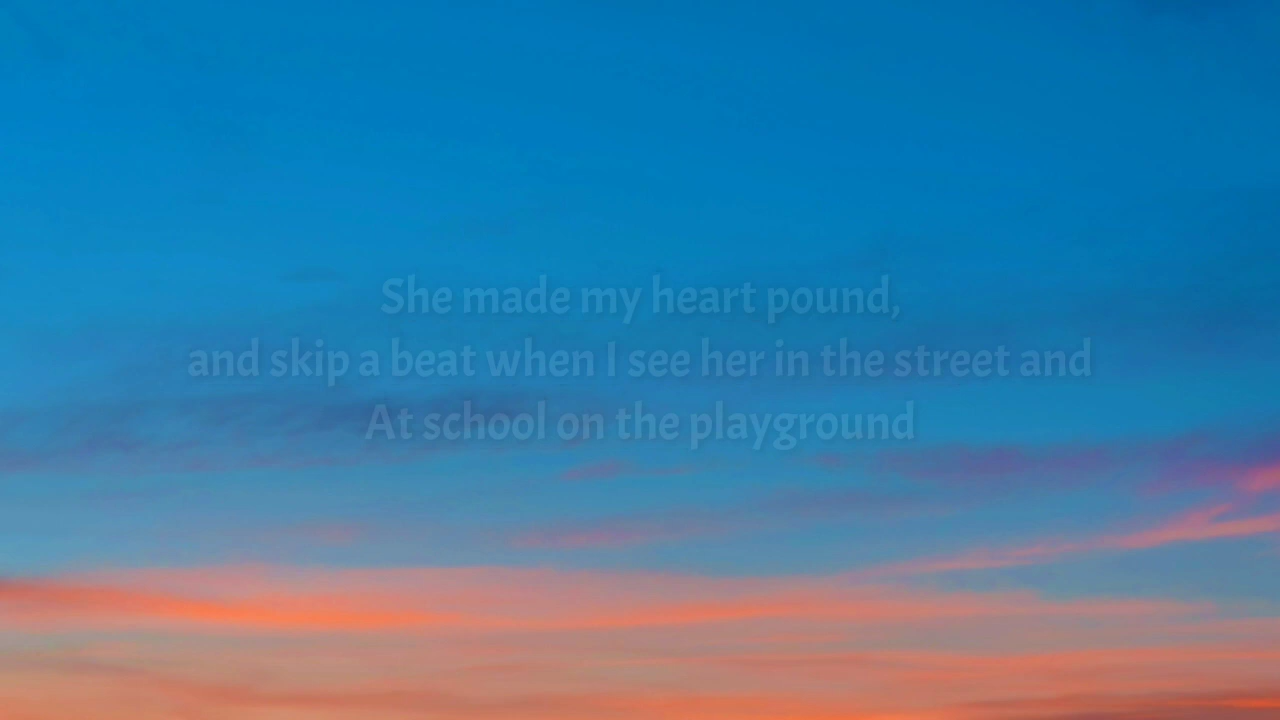 She made my heart pound,
and skip a beat when I see her in the street and
At school on the playground